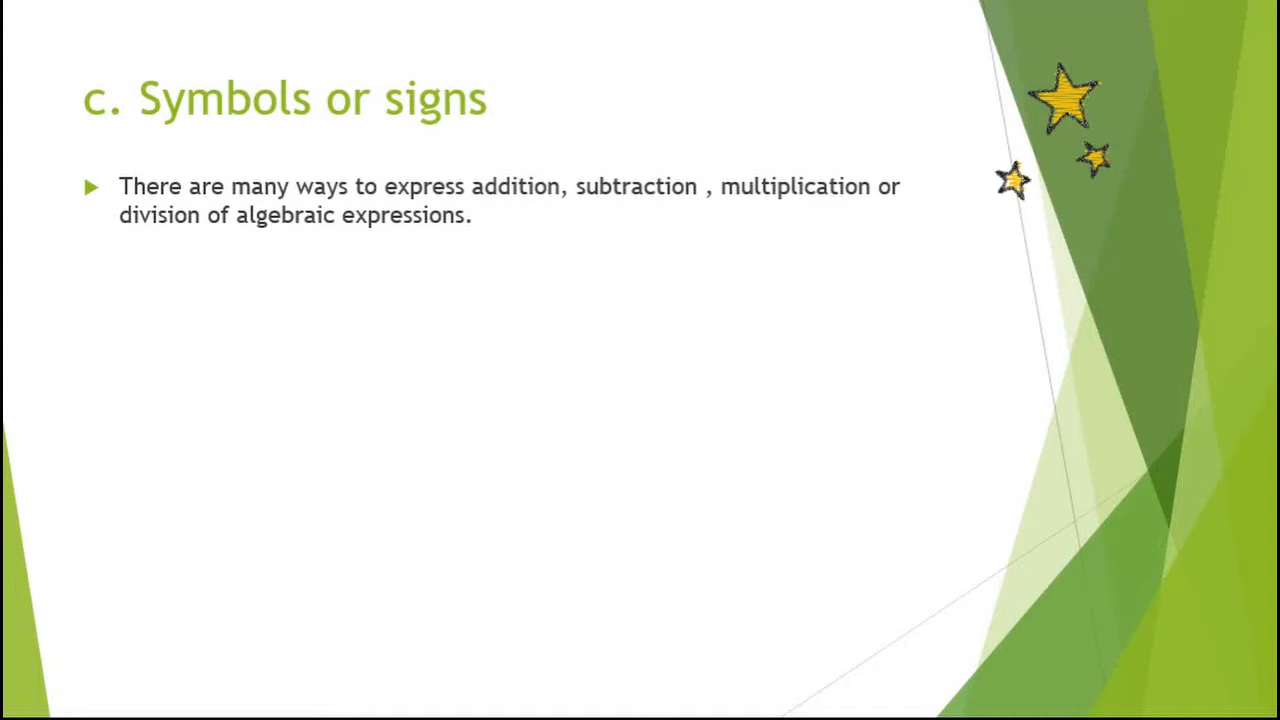 c. Symbols or signs
There are many ways to express addition, subtraction , multiplication or
division of algebraic expressions.